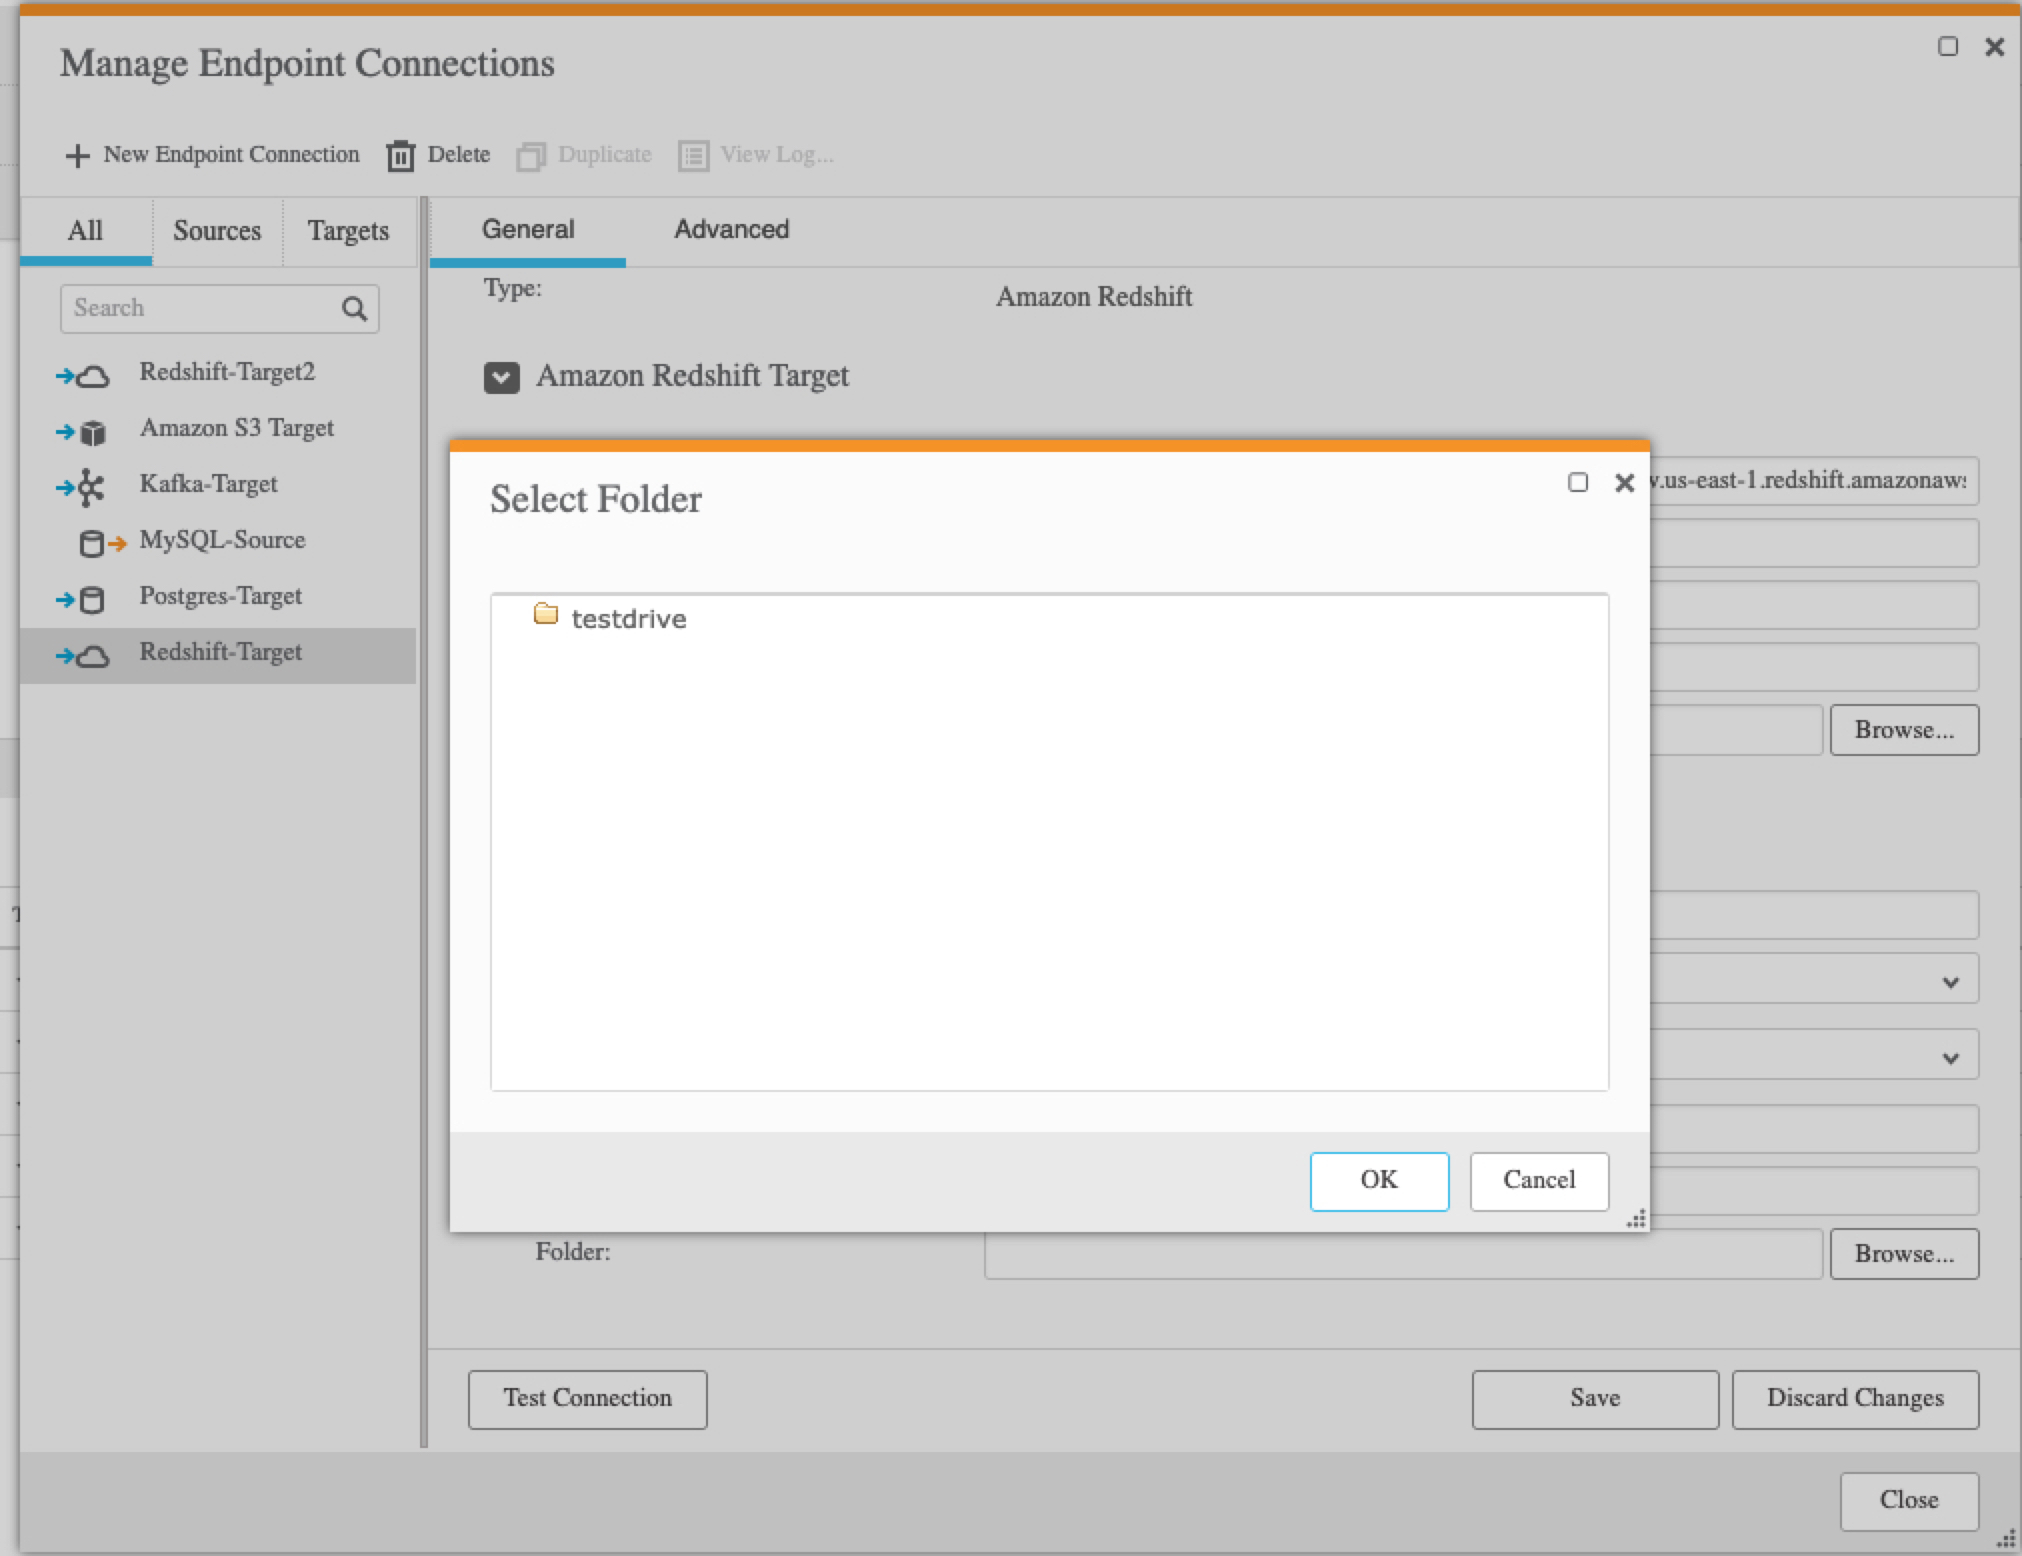 Manage Endpoint Connections
New Endpoint Connection Delete Duplicate View Log...
All Sources Targets General Advanced
Search
Redshift-Target2
Amazon S3 Target
Kafka-Target
MySQL-Source
Postgres-Target
Redshift-Target
Type: Amazon Redshift
Amazon Redshift Target
.us-east-1.redshift.amazonaws
Browse...
Select Folder
testdrive
OK Cancel
Folder: Browse...
Test Connection Save Discard Changes
Close